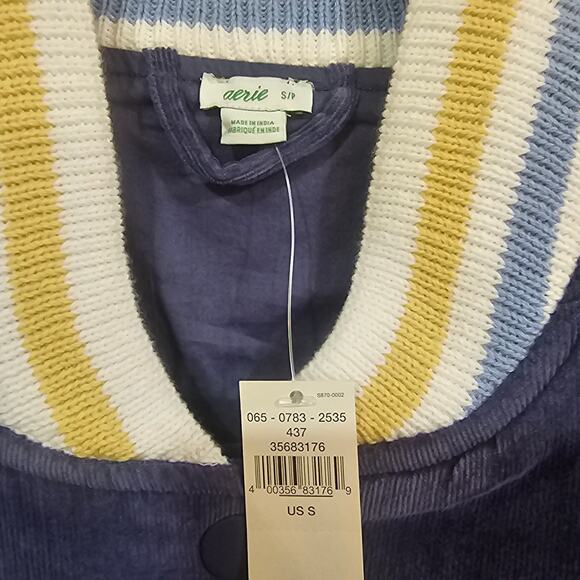 aerie S/P
MADE IN INDIA
FABRIQUÉ EN INDE
S870-0002
065 - 0783 - 2535
437
35683176
4 00356 83176 9
US S